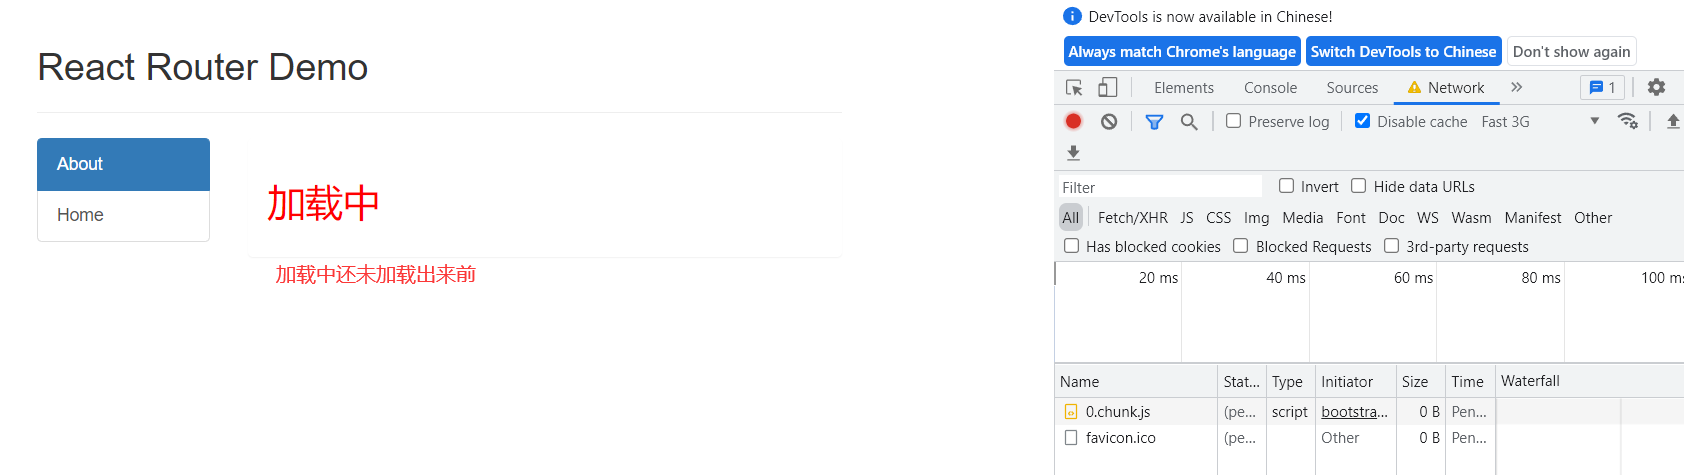 React Router Demo
About
Home
加载中
加载中还未加载出来前
DevTools is now available in Chinese!
Always match Chrome's language Switch DevTools to Chinese Don't show again
Elements Console Sources Network » 1
Preserve log Disable cache Fast 3G
Filter Invert Hide data URLs
All Fetch/XHR JS CSS Img Media Font Doc WS Wasm Manifest Other
Has blocked cookies Blocked Requests 3rd-party requests
20 ms 40 ms 60 ms 80 ms 100 ms
Name Stat... Type Initiator Size Time Waterfall
0.chunk.js (pe... script bootstra... 0 B Pen...
favicon.ico (pe... Other 0 B Pen...